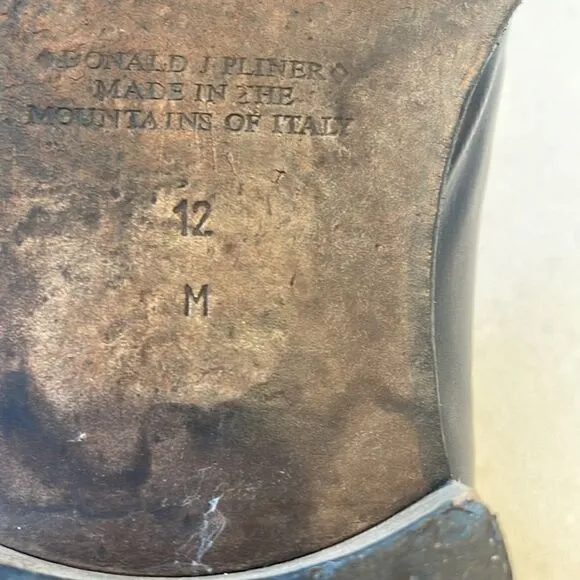 ◇DONALD J PLINER◇
MADE IN THE
MOUNTAINS OF ITALY
12
M